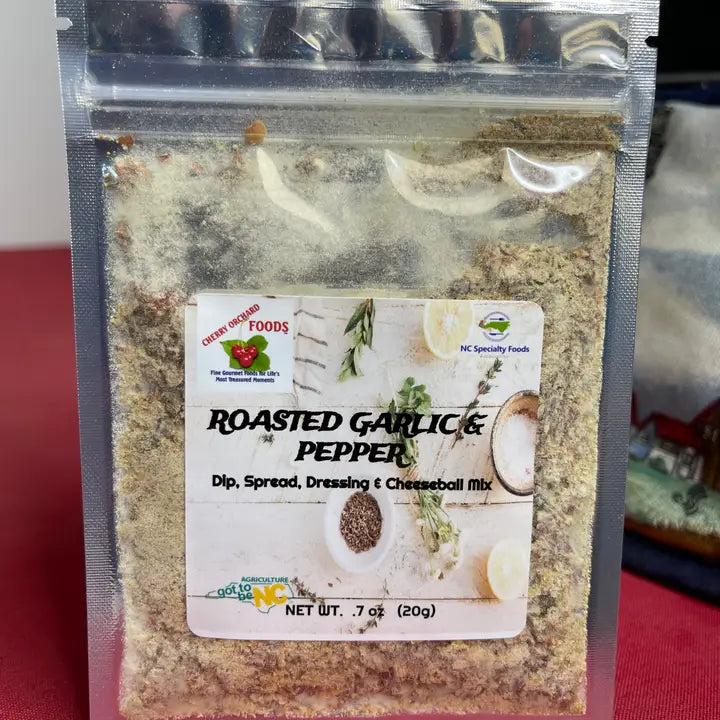 CHERRY ORCHARD
FOODS
Fine Gourmet Foods for Life's
Most Treasured Moments
NC Specialty Foods
ROASTED GARLIC &
PEPPER
Dip, Spread, Dressing & Cheeseball Mix
AGRICULTURE
got to
be NC
NET WT. .7 oz (20g)